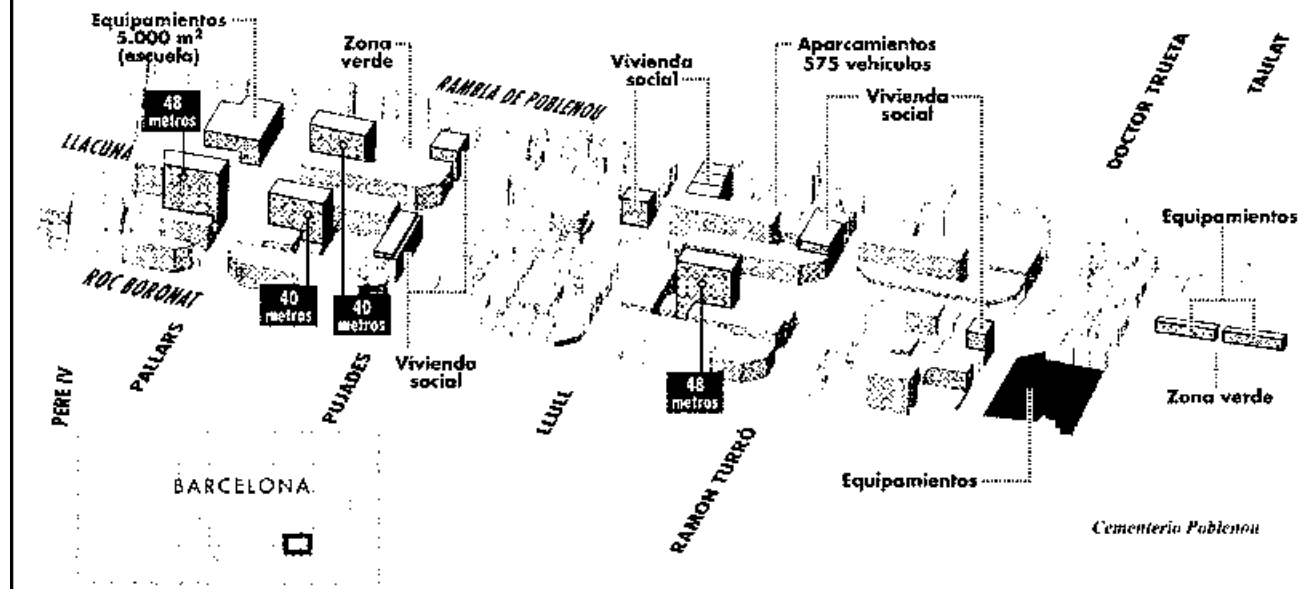 Equipamientos
5.000 m²
(escuela)
Zona
verde
RAMBLA DE POBLENOU
Vivienda
social
Aparcamientos
575 vehículos
Vivienda
social
DOCTOR TRUETA
TAULAT
48
metros
LLACUNA
ROC BORONAT
40
metros
40
metros
Vivienda
social
48
metros
Equipamientos
Zona verde
PERE IV
PALLARS
PUJADES
LLULL
RAMON TURRÓ
Equipamientos
BARCELONA
Cementerio Poblenou